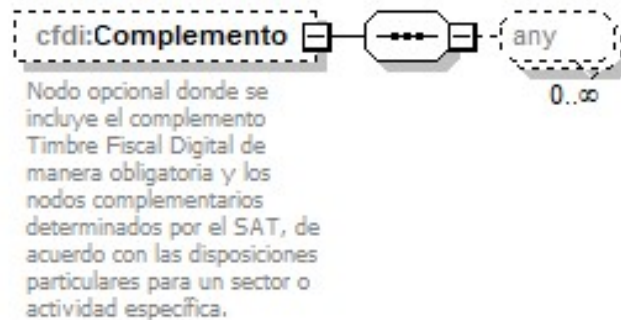 cfdi:Complemento
any
0..∞
Nodo opcional donde se
incluye el complemento
Timbre Fiscal Digital de
manera obligatoria y los
nodos complementarios
determinados por el SAT, de
acuerdo con las disposiciones
particulares para un sector o
actividad específica.